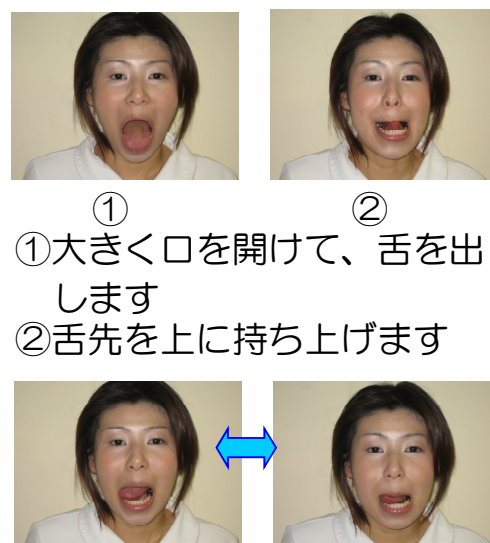 ① ②
①大きく口を開けて、舌を出
します
②舌先を上に持ち上げます